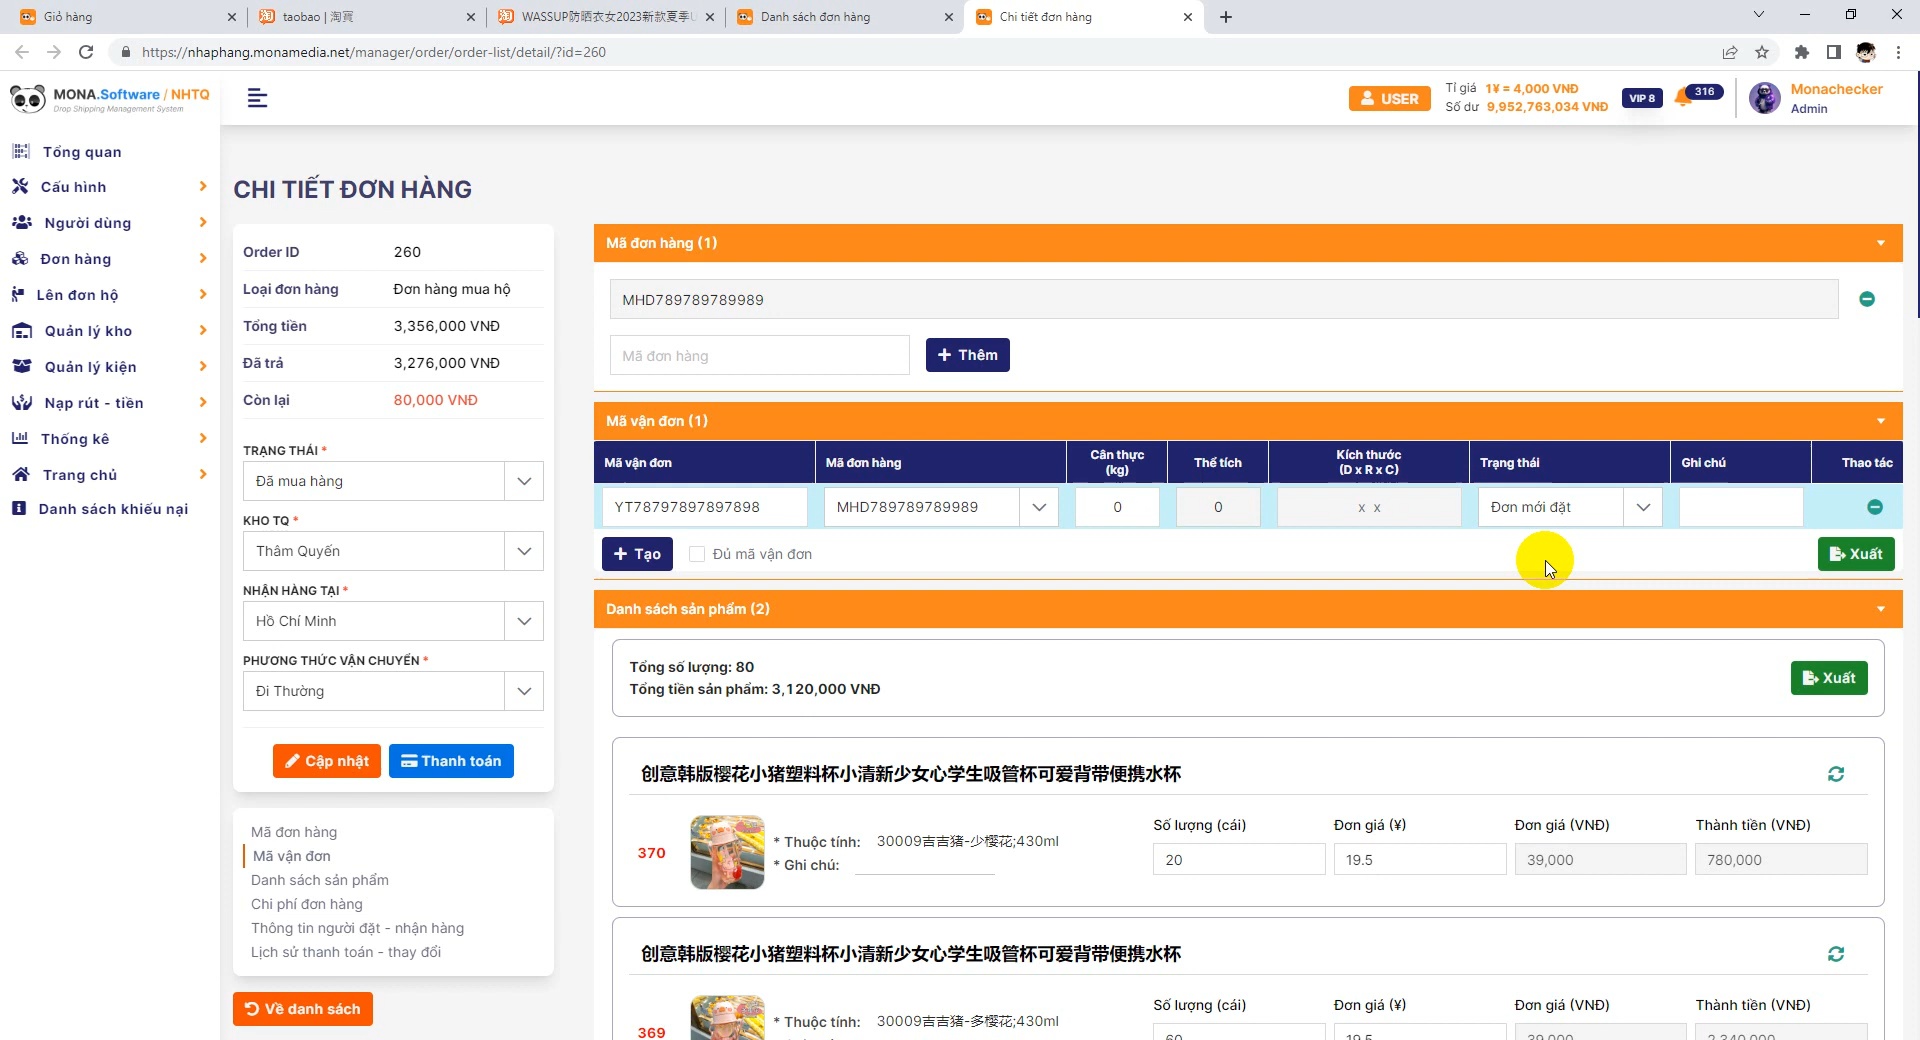 Giỏ hàng
taobao | 淘寶
WASSUP防晒衣女2023新款夏季U
Danh sách đơn hàng
Chi tiết đơn hàng
https://nhaphang.monamedia.net/manager/order/order-list/detail/?id=260
MONA.Software / NHTQ
Drop Shipping Management System
USER
Tỉ giá 1¥ = 4,000 VNĐ
Số dư 9,952,763,034 VNĐ
VIP 8
316
Monachecker
Admin
Tổng quan
Cấu hình
Người dùng
Đơn hàng
Lên đơn hộ
Quản lý kho
Quản lý kiện
Nạp rút - tiền
Thống kê
Trang chủ
Danh sách khiếu nại
CHI TIẾT ĐƠN HÀNG
Order ID 260
Loại đơn hàng Đơn hàng mua hộ
Tổng tiền 3,356,000 VNĐ
Đã trả 3,276,000 VNĐ
Còn lại 80,000 VNĐ
TRẠNG THÁI *
Đã mua hàng
KHO TQ *
Thâm Quyến
NHẬN HÀNG TẠI *
Hồ Chí Minh
PHƯƠNG THỨC VẬN CHUYỂN *
Đi Thường
Cập nhật
Thanh toán
Mã đơn hàng
Mã vận đơn
Danh sách sản phẩm
Chi phí đơn hàng
Thông tin người đặt - nhận hàng
Lịch sử thanh toán - thay đổi
Về danh sách
Mã đơn hàng (1)
MHD789789789989
Mã đơn hàng
Thêm
Mã vận đơn (1)
Mã vận đơn Mã đơn hàng Cân thực (kg) Thể tích Kích thước (D x R x C) Trạng thái Ghi chú Thao tác
YT78797897897898 MHD789789789989 0 0 x x Đơn mới đặt
Tạo
Đủ mã vận đơn
Xuất
Danh sách sản phẩm (2)
Tổng số lượng: 80
Tổng tiền sản phẩm: 3,120,000 VNĐ
Xuất
创意韩版樱花小猪塑料杯小清新少女心学生吸管杯可爱背带便携水杯
370
* Thuộc tính: 30009吉吉猪-少樱花;430ml
* Ghi chú:
Số lượng (cái) Đơn giá (¥) Đơn giá (VNĐ) Thành tiền (VNĐ)
20 19.5 39,000 780,000
创意韩版樱花小猪塑料杯小清新少女心学生吸管杯可爱背带便携水杯
369
* Thuộc tính: 30009吉吉猪-多樱花;430ml
Số lượng (cái) Đơn giá (¥) Đơn giá (VNĐ) Thành tiền (VNĐ)
60 19.5 39,000 2,340,000